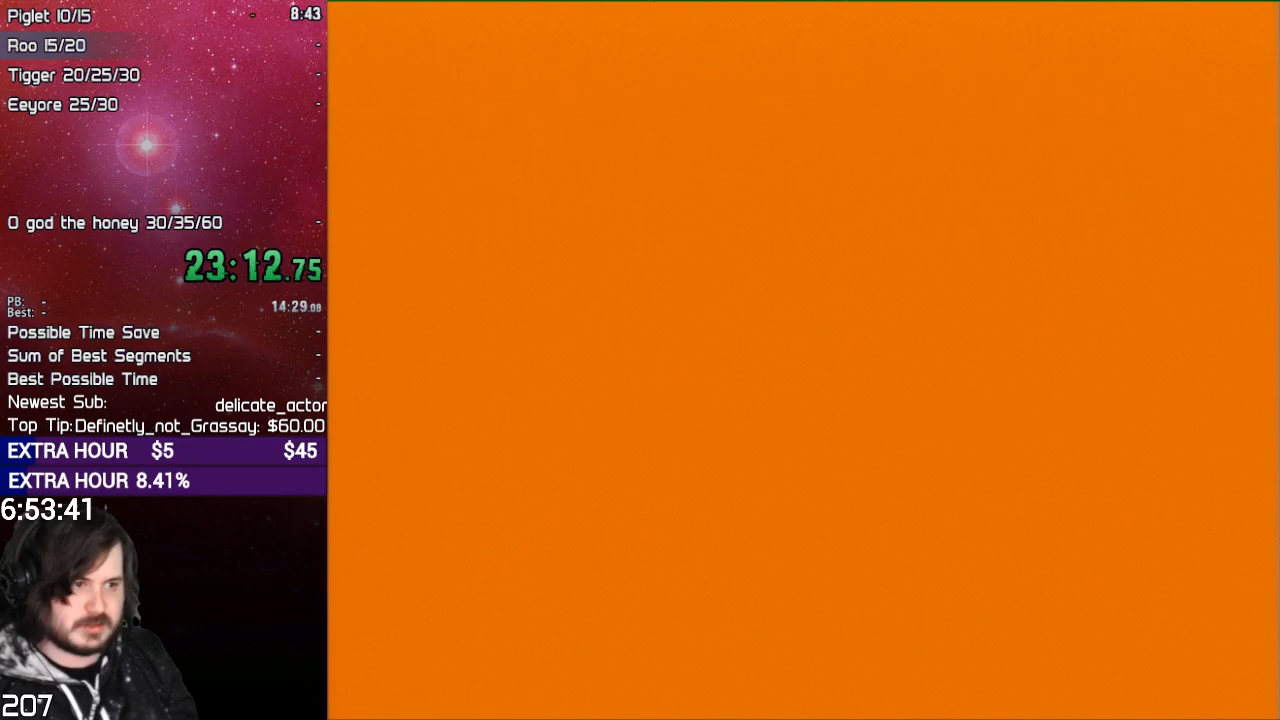 Piglet 10/15 - 8:43
Roo 15/20 -
Tigger 20/25/30 -
Eeyore 25/30 -
O god the honey 30/35/60 -
23:12.75
PB: - 14:29.08
Best: -
Possible Time Save -
Sum of Best Segments -
Best Possible Time -
Newest Sub: delicate_actor
Top Tip:Definetly_not_Grassay: $60.00
EXTRA HOUR $5 $45
EXTRA HOUR 8.41%
6:53:41
207